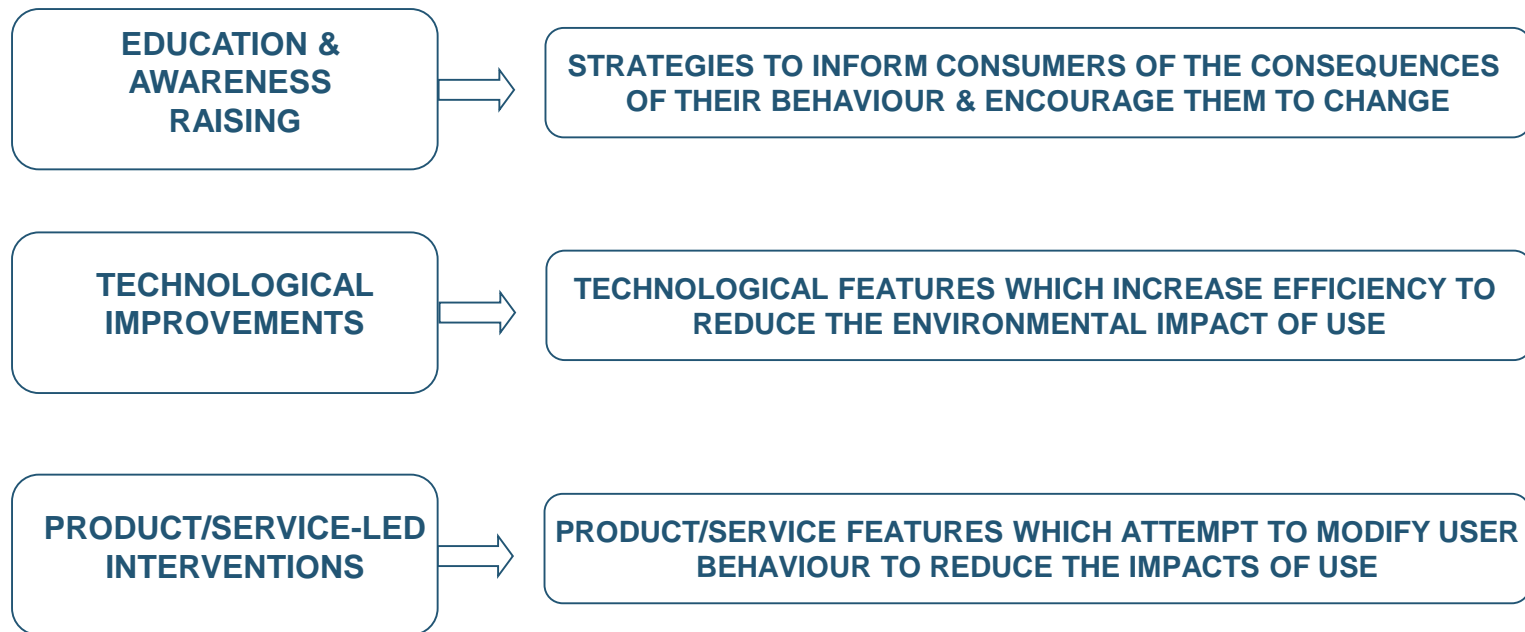 EDUCATION &
AWARENESS
RAISING
STRATEGIES TO INFORM CONSUMERS OF THE CONSEQUENCES
OF THEIR BEHAVIOUR & ENCOURAGE THEM TO CHANGE
TECHNOLOGICAL
IMPROVEMENTS
TECHNOLOGICAL FEATURES WHICH INCREASE EFFICIENCY TO
REDUCE THE ENVIRONMENTAL IMPACT OF USE
PRODUCT/SERVICE-LED
INTERVENTIONS
PRODUCT/SERVICE FEATURES WHICH ATTEMPT TO MODIFY USER
BEHAVIOUR TO REDUCE THE IMPACTS OF USE